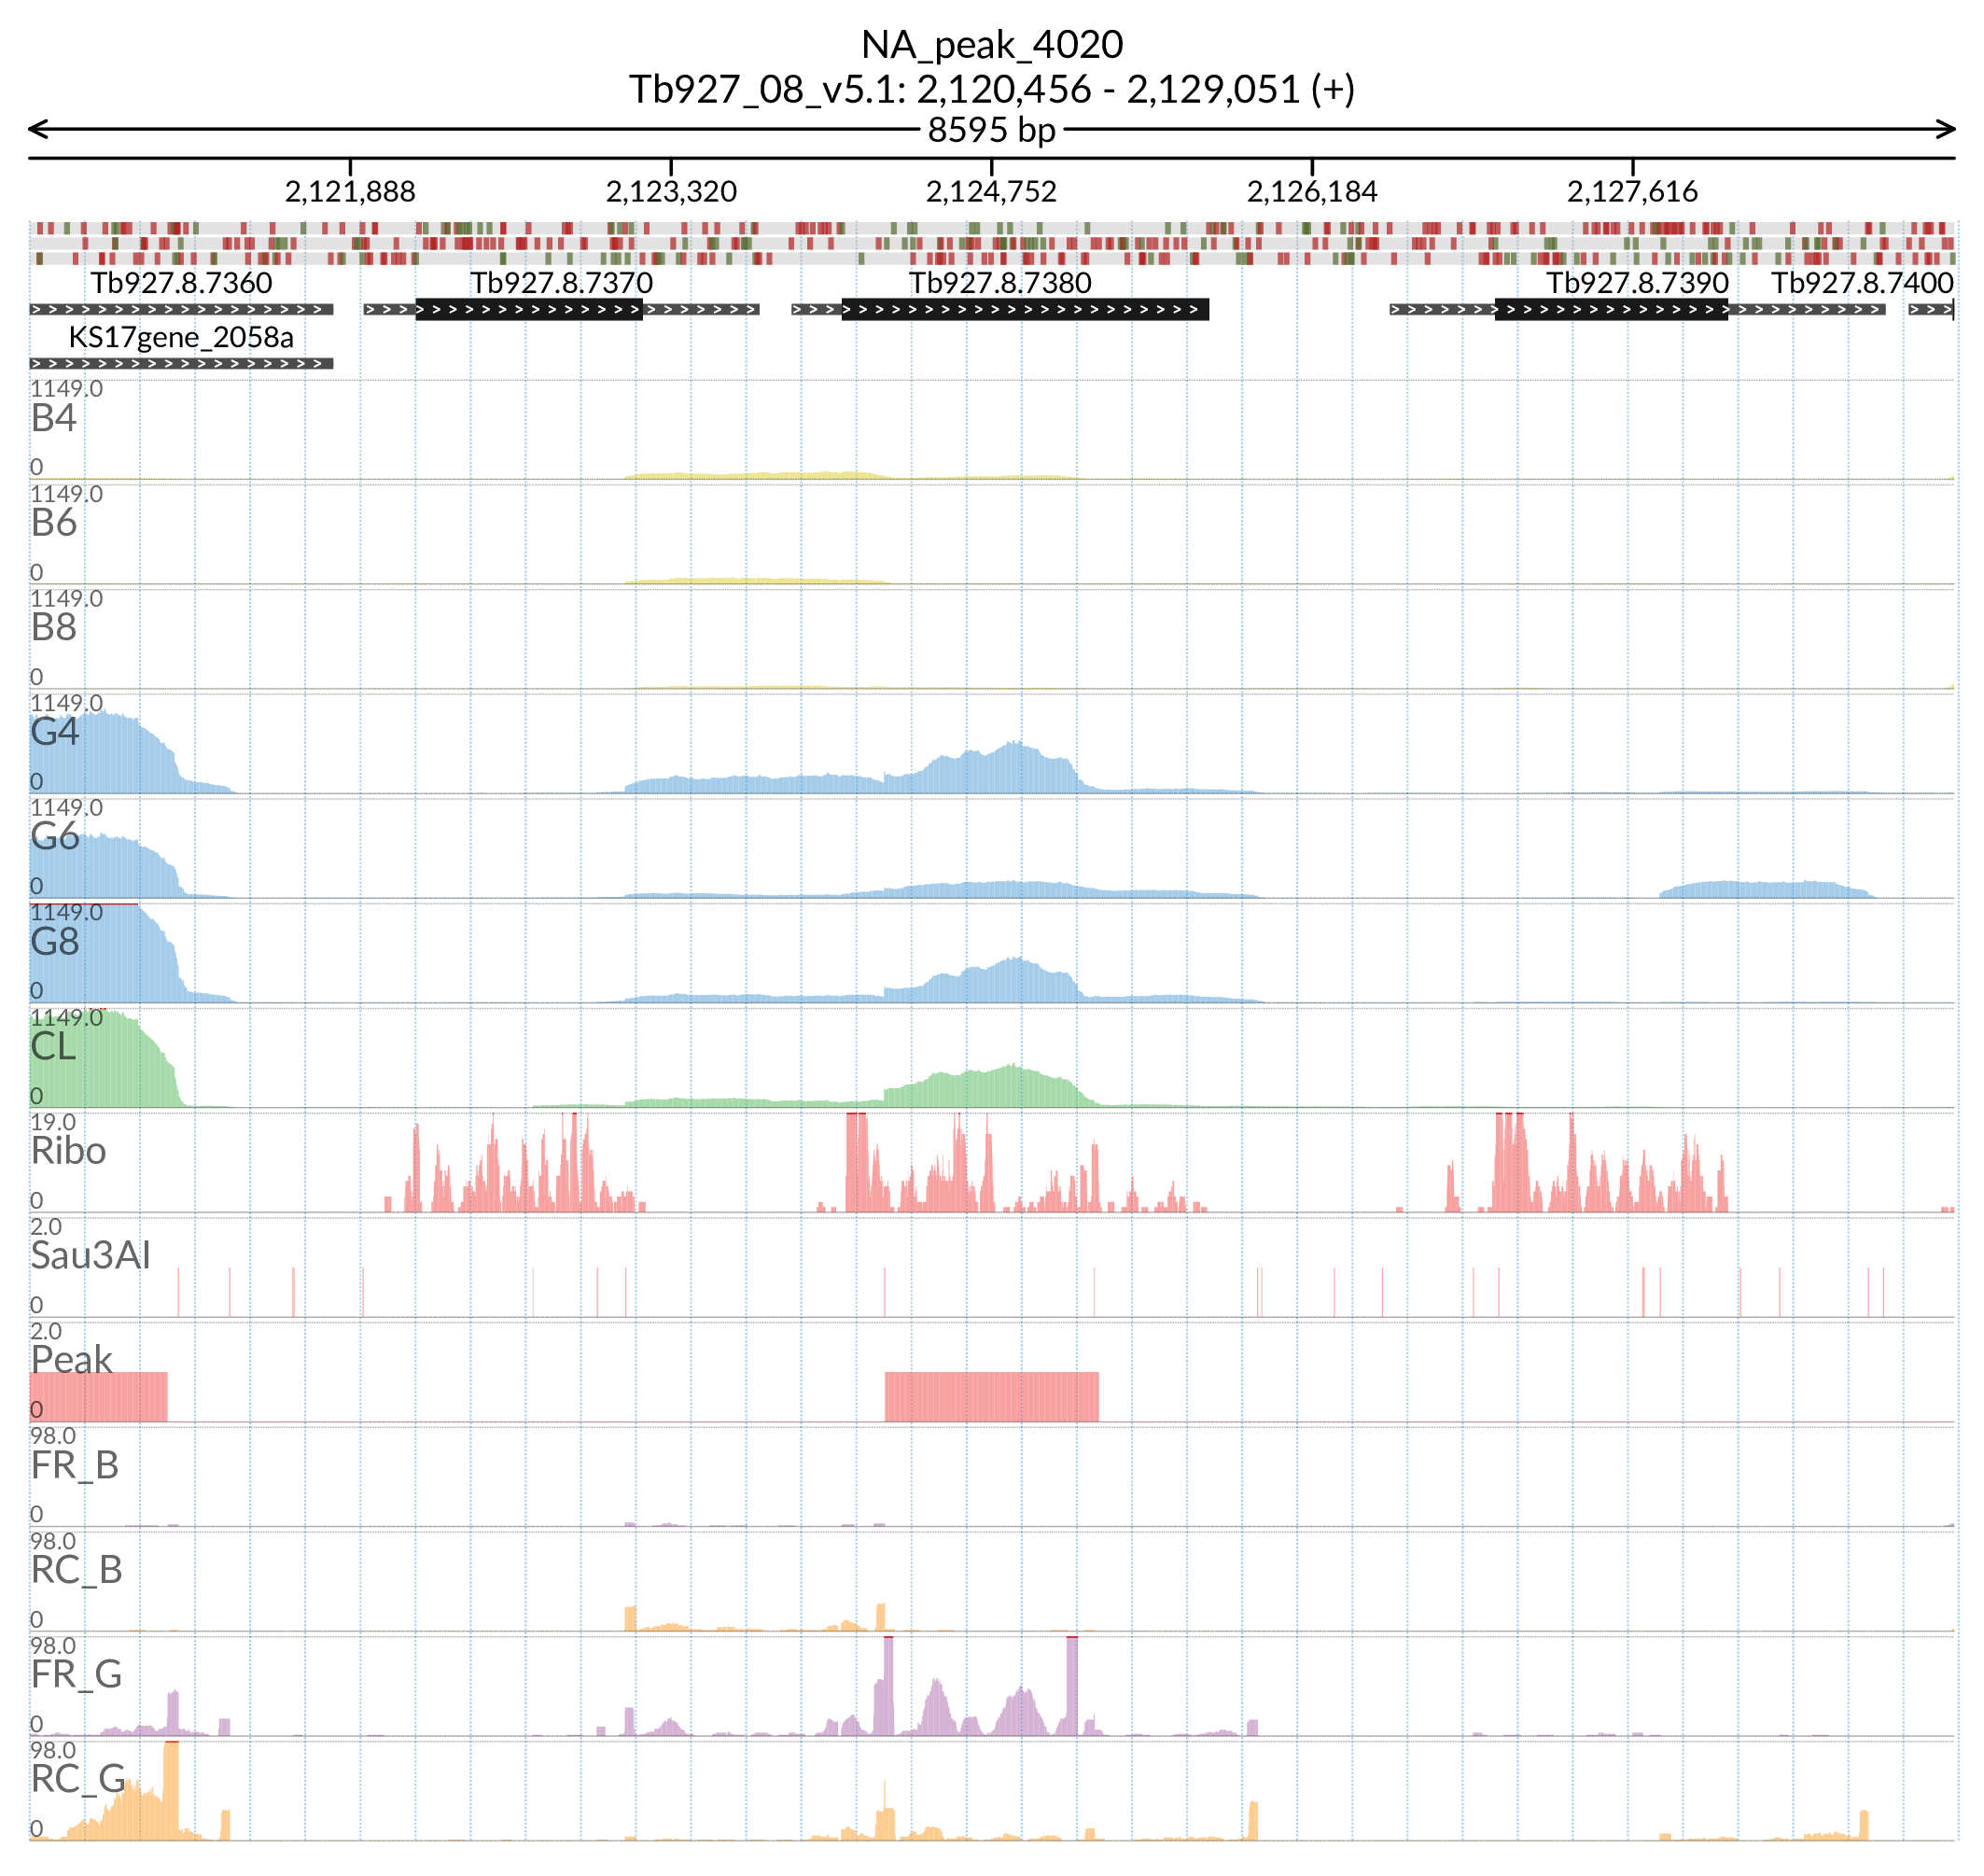 NA_peak_4020
Tb927_08_v5.1: 2,120,456 - 2,129,051 (+)
8595 bp
2,121,888 2,123,320 2,124,752 2,126,184 2,127,616
Tb927.8.7360 Tb927.8.7370 Tb927.8.7380 Tb927.8.7390 Tb927.8.7400
KS17gene_2058a
1149.0
B4
0
1149.0
B6
0
1149.0
B8
0
1149.0
G4
0
1149.0
G6
0
1149.0
G8
0
1149.0
CL
0
19.0
Ribo
0
2.0
Sau3AI
0
2.0
Peak
0
98.0
FR_B
0
98.0
RC_B
0
98.0
FR_G
0
98.0
RC_G
0